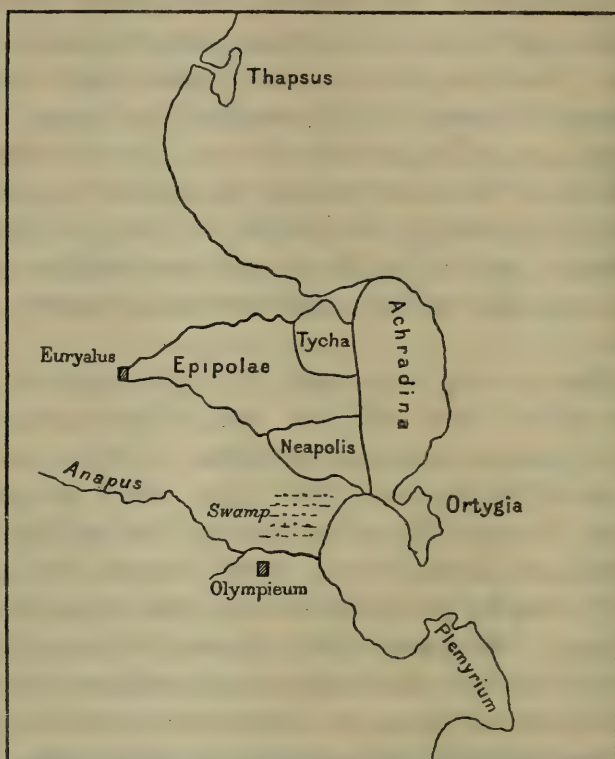 Thapsus
Achradina
Tycha
Euryalus
Epipolae
Neapolis
Anapus
Ortygia
Swamp
Olympieum
Plemyrium